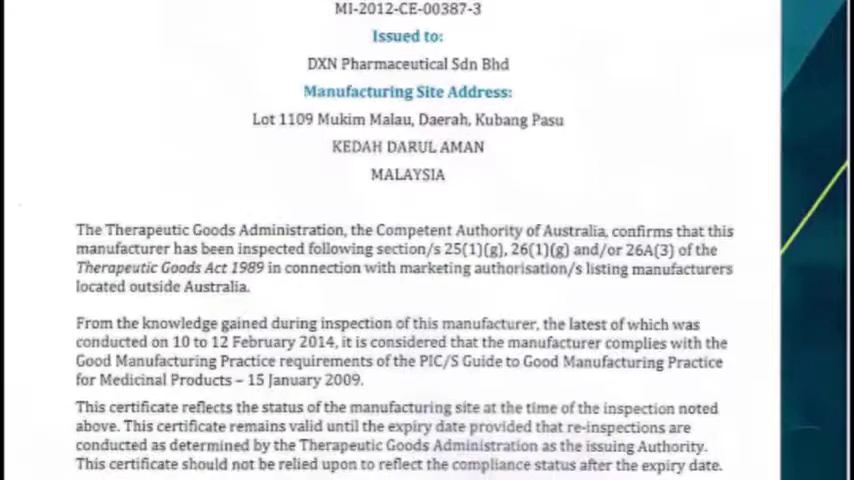 MI-2012-CE-00387-3
Issued to:
DXN Pharmaceutical Sdn Bhd
Manufacturing Site Address:
Lot 1109 Mukim Malau, Daerah, Kubang Pasu
KEDAH DARUL AMAN
MALAYSIA
The Therapeutic Goods Administration, the Competent Authority of Australia, confirms that this
manufacturer has been inspected following section/s 25(1)(g), 26(1)(g) and/or 26A(3) of the
Therapeutic Goods Act 1989 in connection with marketing authorisation/s listing manufacturers
located outside Australia.
From the knowledge gained during inspection of this manufacturer, the latest of which was
conducted on 10 to 12 February 2014, it is considered that the manufacturer complies with the
Good Manufacturing Practice requirements of the PIC/S Guide to Good Manufacturing Practice
for Medicinal Products – 15 January 2009.
This certificate reflects the status of the manufacturing site at the time of the inspection noted
above. This certificate remains valid until the expiry date provided that re-inspections are
conducted as determined by the Therapeutic Goods Administration as the issuing Authority.
This certificate should not be relied upon to reflect the compliance status after the expiry date.